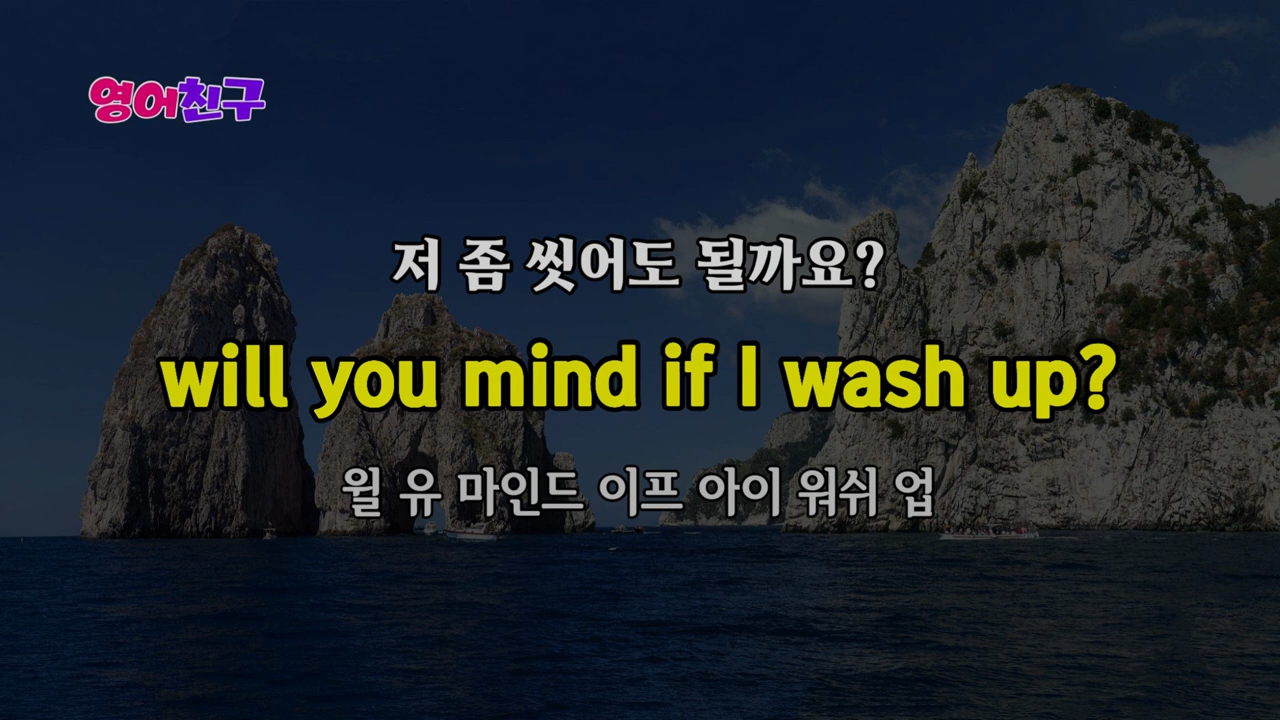 영어친구
저 좀 씻어도 될까요?
will you mind if I wash up?
윌 유 마인드 이프 아이 워쉬 업